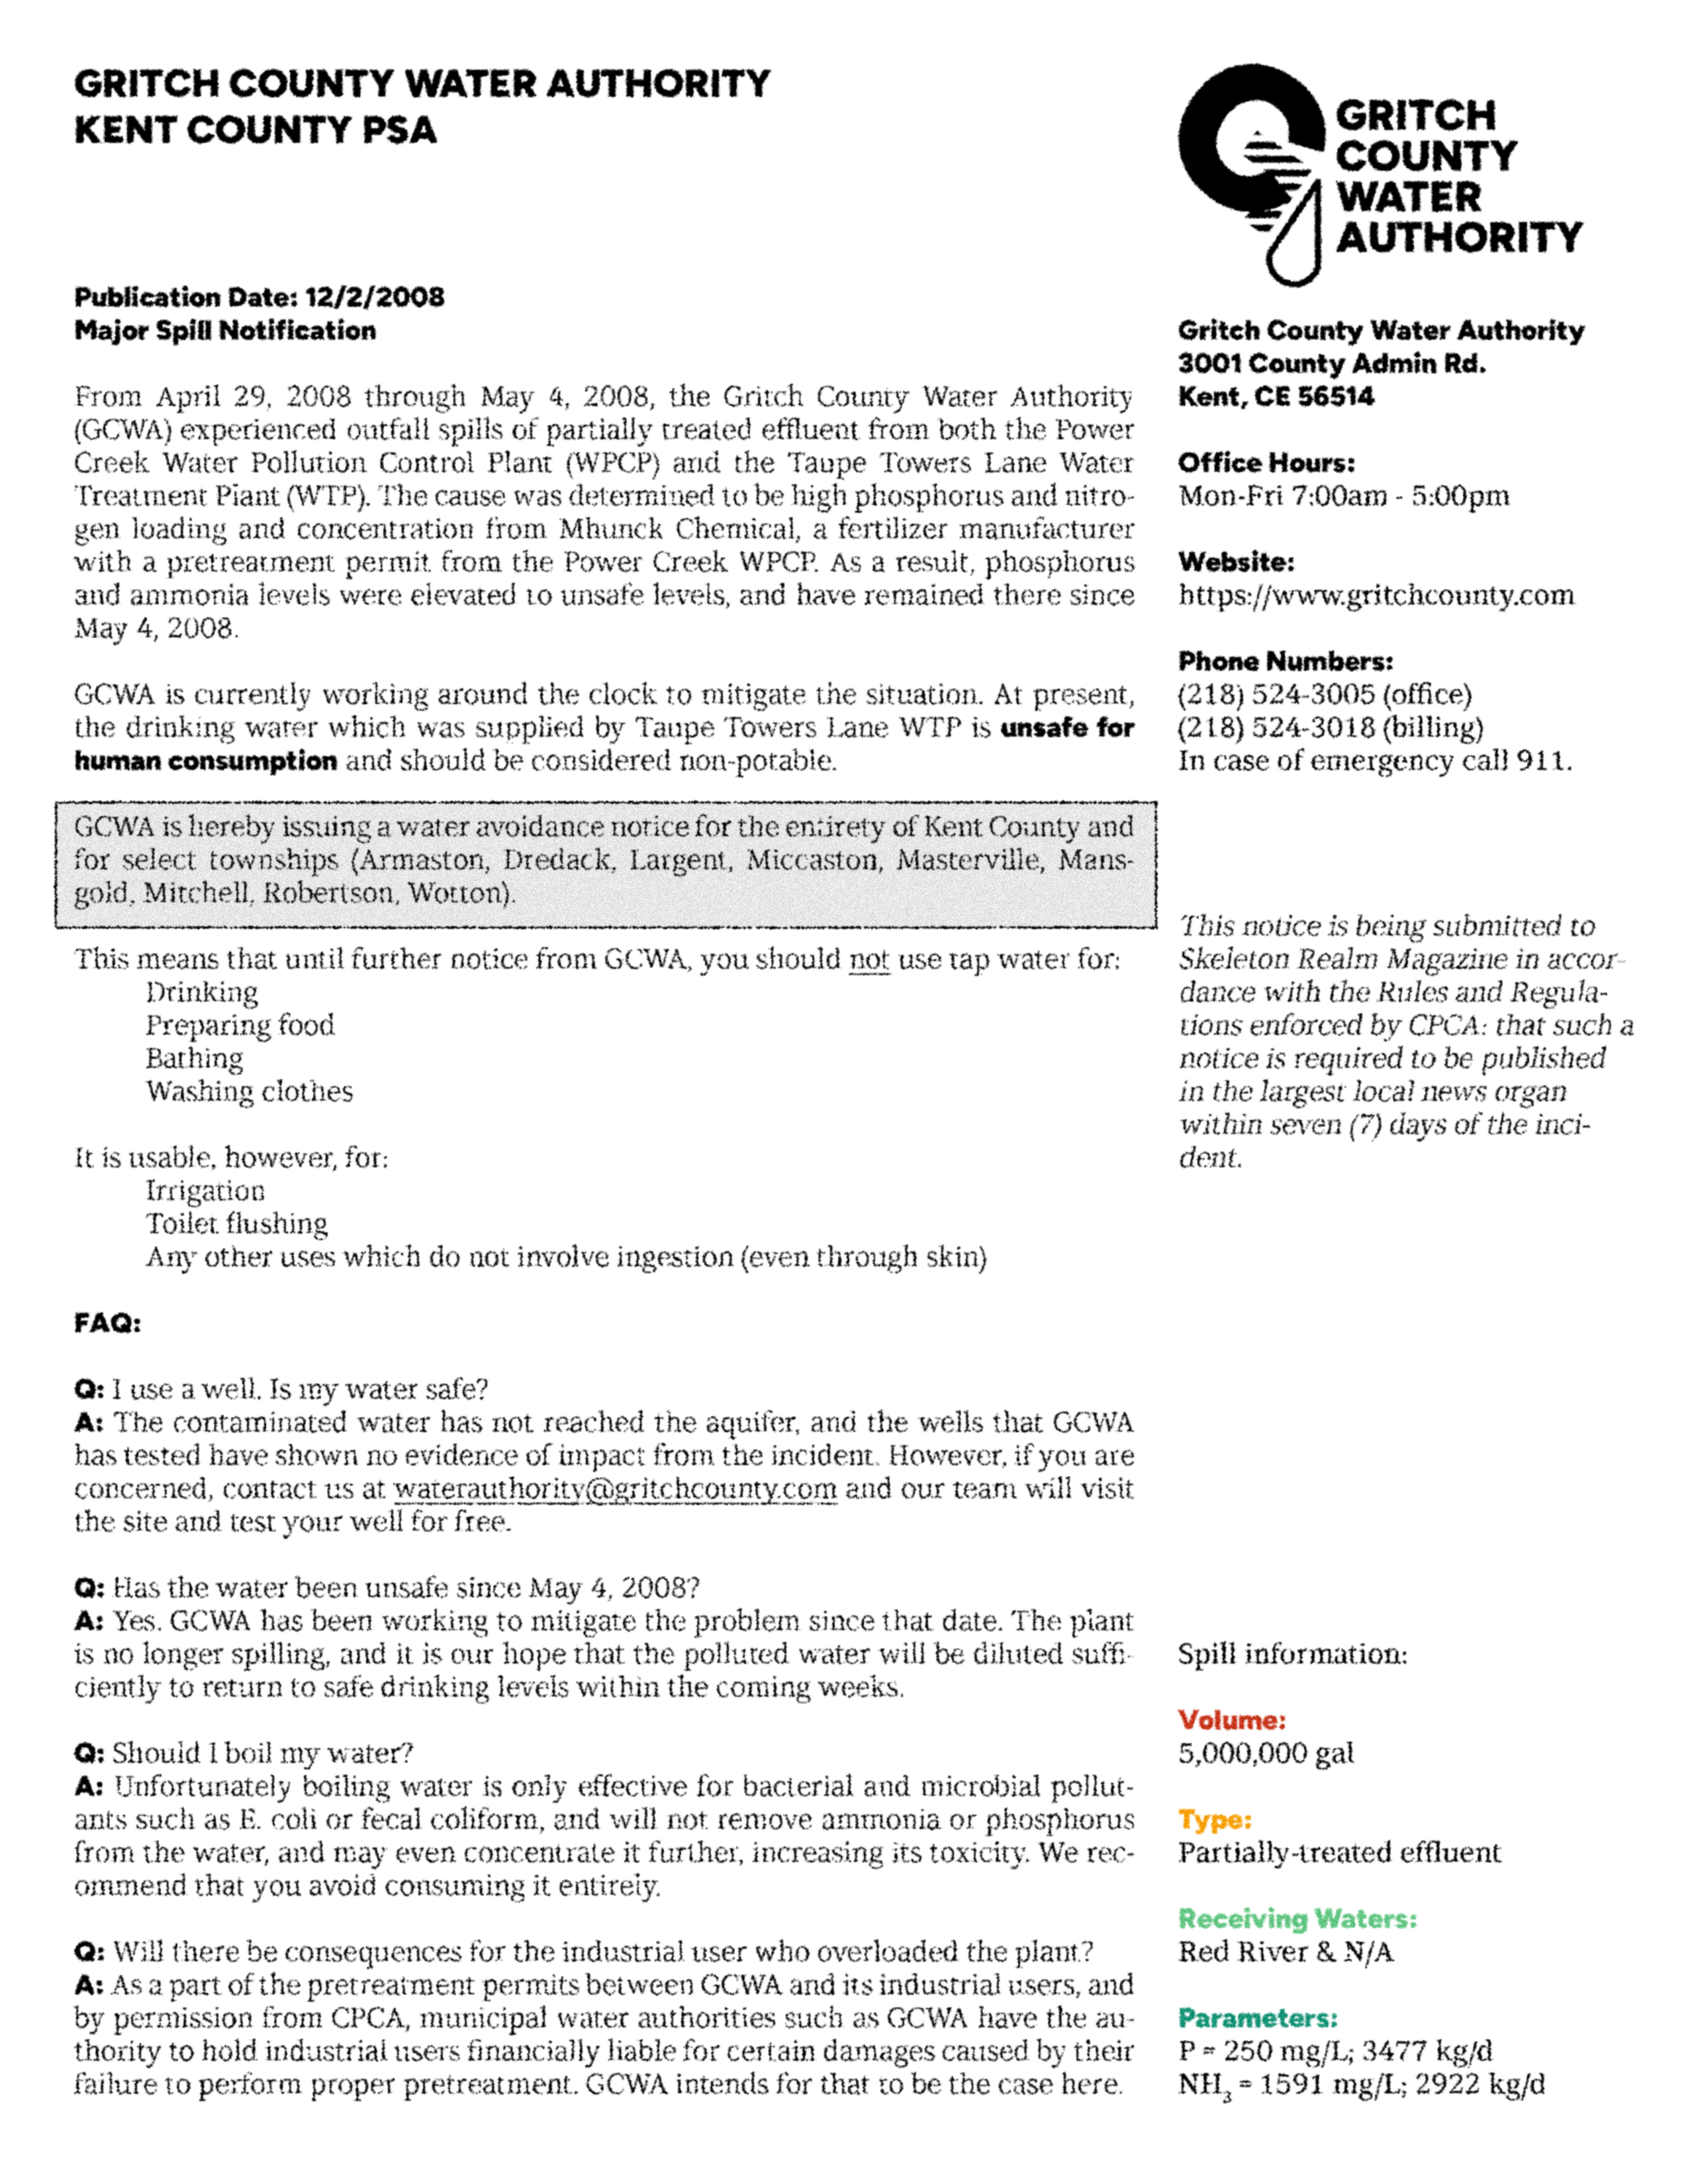 GRITCH COUNTY WATER AUTHORITY
KENT COUNTY PSA
Publication Date: 12/2/2008
Major Spill Notification
From April 29, 2008 through May 4, 2008, the Gritch County Water Authority
(GCWA) experienced outfall spills of partially treated effluent from both the Power
Creek Water Pollution Control Plant (WPCP) and the Taupe Towers Lane Water
Treatment Plant (WTP). The cause was determined to be high phosphorus and nitro-
gen loading and concentration from Mhunck Chemical, a fertilizer manufacturer
with a pretreatment permit from the Power Creek WPCP. As a result, phosphorus
and ammonia levels were elevated to unsafe levels, and have remained there since
May 4, 2008.
GCWA is currently working around the clock to mitigate the situation. At present,
the drinking water which was supplied by Taupe Towers Lane WTP is unsafe for
human consumption and should be considered non-potable.
GCWA is hereby issuing a water avoidance notice for the entirety of Kent County and
for select townships (Armaston, Dredack, Largent, Miccaston, Masterville, Mans-
gold, Mitchell, Robertson, Wotton).
This means that until further notice from GCWA, you should not use tap water for:
Drinking
Preparing food
Bathing
Washing clothes
It is usable, however, for:
Irrigation
Toilet flushing
Any other uses which do not involve ingestion (even through skin)
FAQ:
Q: I use a well. Is my water safe?
A: The contaminated water has not reached the aquifer, and the wells that GCWA
has tested have shown no evidence of impact from the incident. However, if you are
concerned, contact us at waterauthority@gritchcounty.com and our team will visit
the site and test your well for free.
Q: Has the water been unsafe since May 4, 2008?
A: Yes. GCWA has been working to mitigate the problem since that date. The plant
is no longer spilling, and it is our hope that the polluted water will be diluted suffi-
ciently to return to safe drinking levels within the coming weeks.
Q: Should I boil my water?
A: Unfortunately boiling water is only effective for bacterial and microbial pollut-
ants such as E. coli or fecal coliform, and will not remove ammonia or phosphorus
from the water, and may even concentrate it further, increasing its toxicity. We rec-
ommend that you avoid consuming it entirely.
Q: Will there be consequences for the industrial user who overloaded the plant?
A: As a part of the pretreatment permits between GCWA and its industrial users, and
by permission from CPCA, municipal water authorities such as GCWA have the au-
thority to hold industrial users financially liable for certain damages caused by their
failure to perform proper pretreatment. GCWA intends for that to be the case here.
GRITCH
COUNTY
WATER
AUTHORITY
Gritch County Water Authority
3001 County Admin Rd.
Kent, CE 56514
Office Hours:
Mon-Fri 7:00am - 5:00pm
Website:
https://www.gritchcounty.com
Phone Numbers:
(218) 524-3005 (office)
(218) 524-3018 (billing)
In case of emergency call 911.
This notice is being submitted to
Skeleton Realm Magazine in accor-
dance with the Rules and Regula-
tions enforced by CPCA: that such a
notice is required to be published
in the largest local news organ
within seven (7) days of the inci-
dent.
Spill information:
Volume:
5,000,000 gal
Type:
Partially-treated effluent
Receiving Waters:
Red River & N/A
Parameters:
P = 250 mg/L; 3477 kg/d
NH₃ = 1591 mg/L; 2922 kg/d